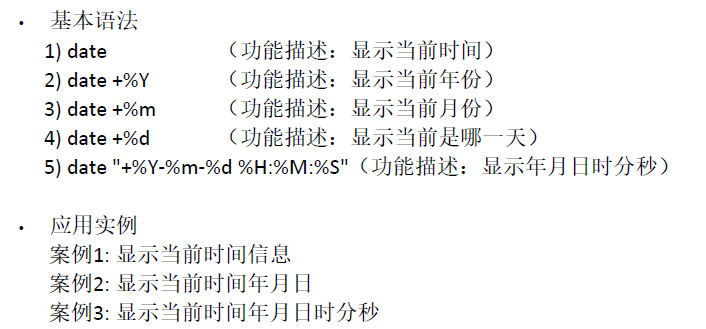 • 基本语法
1) date （功能描述：显示当前时间）
2) date +%Y （功能描述：显示当前年份）
3) date +%m （功能描述：显示当前月份）
4) date +%d （功能描述：显示当前是哪一天）
5) date "+%Y-%m-%d %H:%M:%S"（功能描述：显示年月日时分秒）
• 应用实例
案例1: 显示当前时间信息
案例2: 显示当前时间年月日
案例3: 显示当前时间年月日时分秒